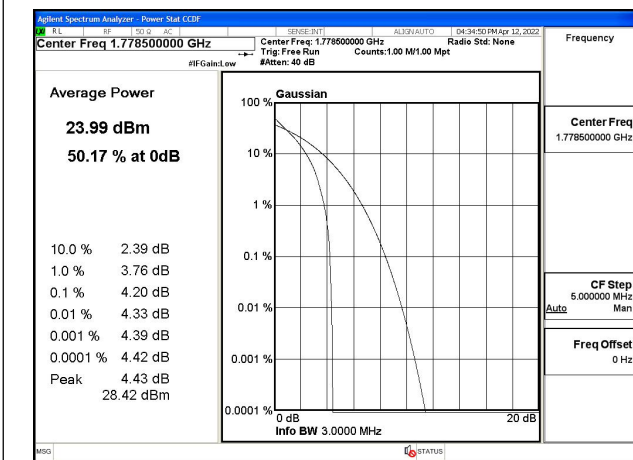 Agilent Spectrum Analyzer - Power Stat CCDF
RL RF 50 Ω AC SENSE:INT ALIGN AUTO 04:34:50 PM Apr 12, 2022
Center Freq 1.778500000 GHz
Center Freq: 1.778500000 GHz Radio Std: None
Trig: Free Run Counts:1.00 M/1.00 Mpt
#IFGain:Low #Atten: 40 dB
Frequency
Average Power
23.99 dBm
50.17 % at 0dB
10.0 % 2.39 dB
1.0 % 3.76 dB
0.1 % 4.20 dB
0.01 % 4.33 dB
0.001 % 4.39 dB
0.0001 % 4.42 dB
Peak 4.43 dB
28.42 dBm
Gaussian
100 %
10 %
1 %
0.1 %
0.01 %
0.001 %
0.0001 %
0 dB 20 dB
Info BW 3.0000 MHz
Center Freq
1.778500000 GHz
CF Step
5.000000 MHz
Auto Man
Freq Offset
0 Hz
MSG STATUS